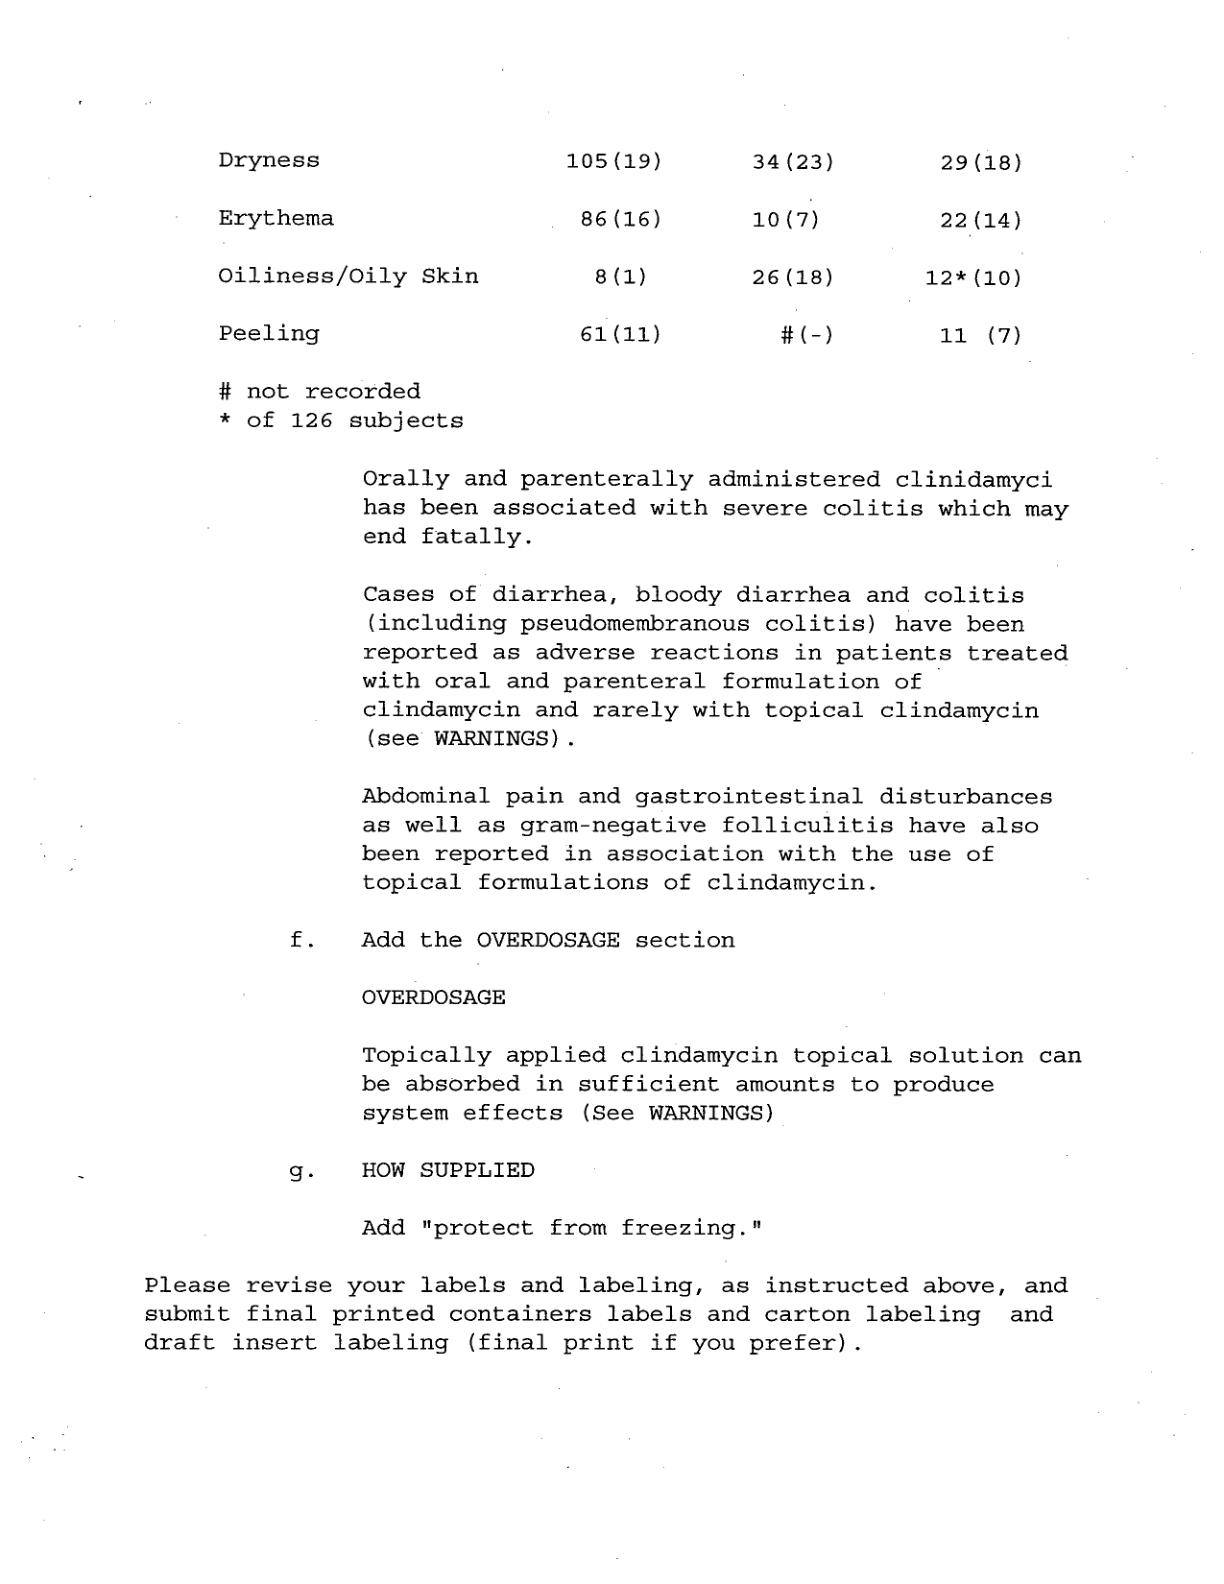 Dryness 105(19) 34(23) 29(18)
Erythema 86(16) 10(7) 22(14)
Oiliness/Oily Skin 8(1) 26(18) 12*(10)
Peeling 61(11) #(-) 11 (7)
# not recorded
* of 126 subjects
Orally and parenterally administered clinidamyci
has been associated with severe colitis which may
end fatally.
Cases of diarrhea, bloody diarrhea and colitis
(including pseudomembranous colitis) have been
reported as adverse reactions in patients treated
with oral and parenteral formulation of
clindamycin and rarely with topical clindamycin
(see WARNINGS).
Abdominal pain and gastrointestinal disturbances
as well as gram-negative folliculitis have also
been reported in association with the use of
topical formulations of clindamycin.
f. Add the OVERDOSAGE section
OVERDOSAGE
Topically applied clindamycin topical solution can
be absorbed in sufficient amounts to produce
system effects (See WARNINGS)
g. HOW SUPPLIED
Add "protect from freezing."
Please revise your labels and labeling, as instructed above, and
submit final printed containers labels and carton labeling and
draft insert labeling (final print if you prefer).